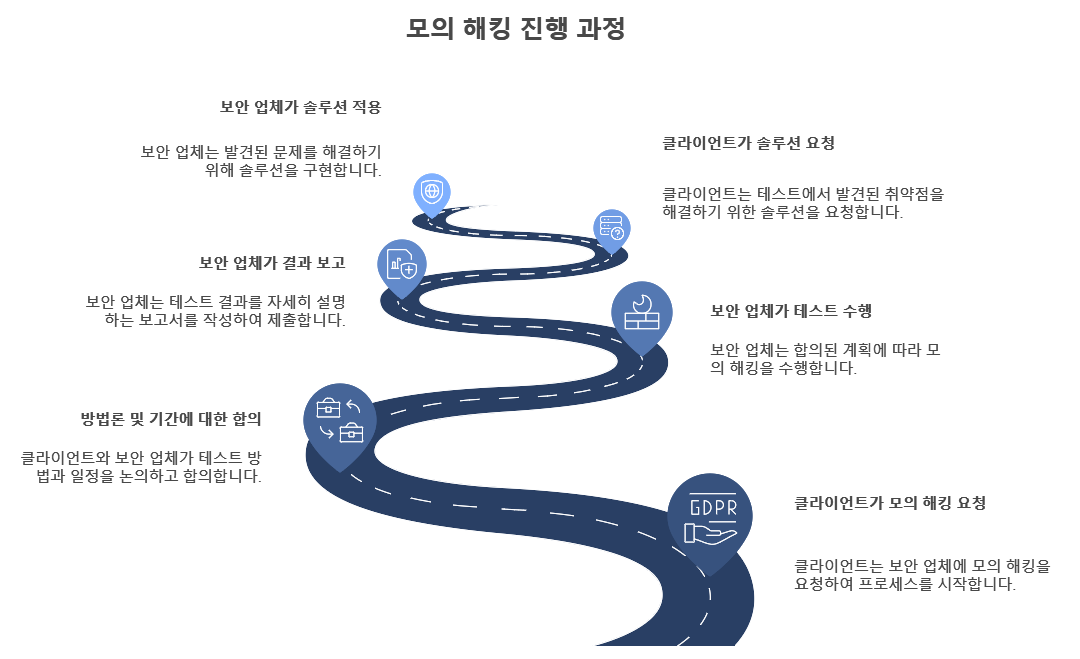 모의 해킹 진행 과정
보안 업체가 솔루션 적용
보안 업체는 발견된 문제를 해결하기
위해 솔루션을 구현합니다.
클라이언트가 솔루션 요청
클라이언트는 테스트에서 발견된 취약점을
해결하기 위한 솔루션을 요청합니다.
보안 업체가 결과 보고
보안 업체는 테스트 결과를 자세히 설명
하는 보고서를 작성하여 제출합니다.
보안 업체가 테스트 수행
보안 업체는 합의된 계획에 따라 모
의 해킹을 수행합니다.
방법론 및 기간에 대한 합의
클라이언트와 보안 업체가 테스트 방
법과 일정을 논의하고 합의합니다.
GDPR
클라이언트가 모의 해킹 요청
클라이언트는 보안 업체에 모의 해킹을
요청하여 프로세스를 시작합니다.